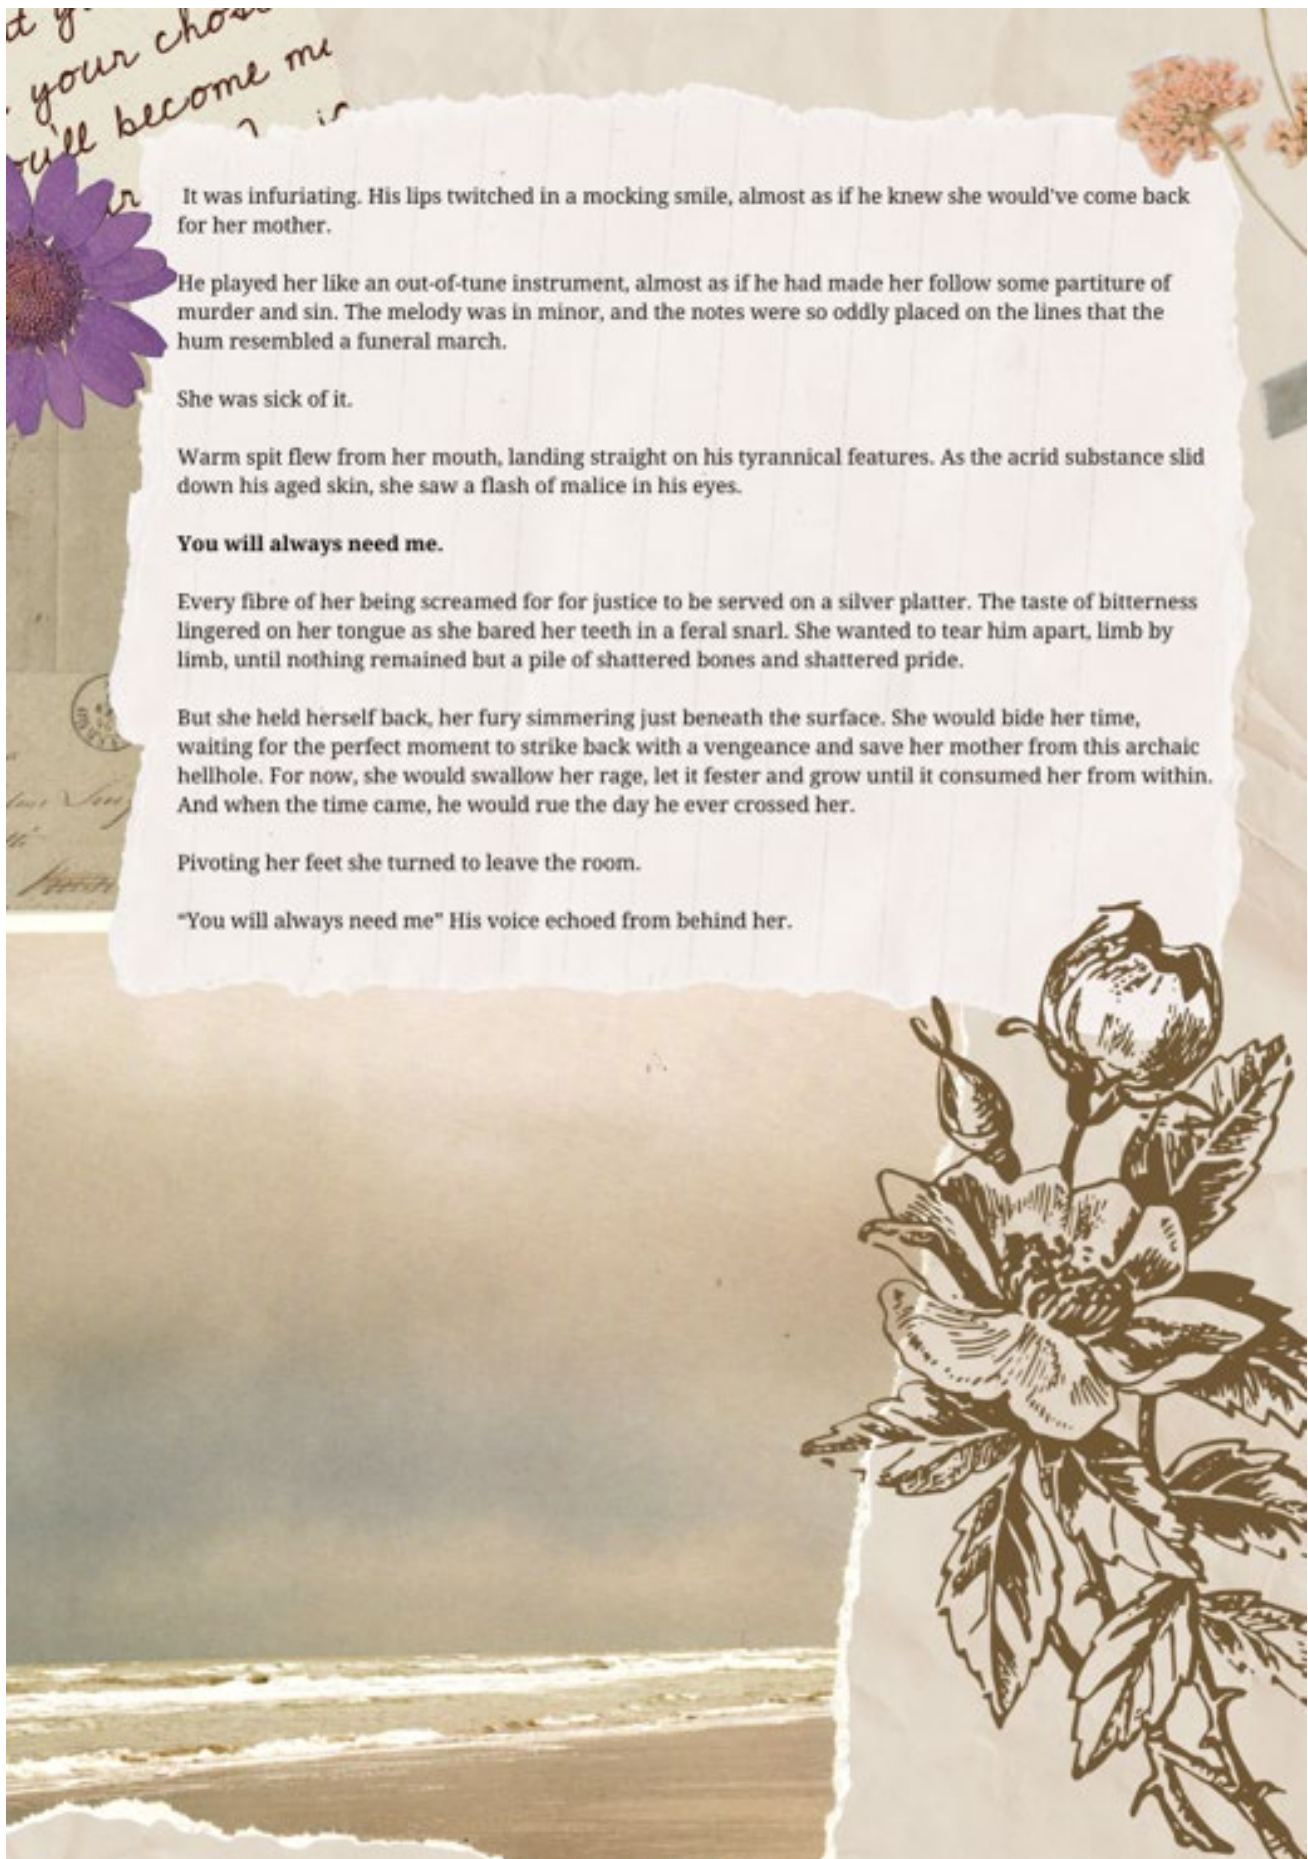 your chos
become me
It was infuriating. His lips twitched in a mocking smile, almost as if he knew she would've come back
for her mother.
He played her like an out-of-tune instrument, almost as if he had made her follow some partiture of
murder and sin. The melody was in minor, and the notes were so oddly placed on the lines that the
hum resembled a funeral march.
She was sick of it.
Warm spit flew from her mouth, landing straight on his tyrannical features. As the acrid substance slid
down his aged skin, she saw a flash of malice in his eyes.
You will always need me.
Every fibre of her being screamed for for justice to be served on a silver platter. The taste of bitterness
lingered on her tongue as she bared her teeth in a feral snarl. She wanted to tear him apart, limb by
limb, until nothing remained but a pile of shattered bones and shattered pride.
But she held herself back, her fury simmering just beneath the surface. She would bide her time,
waiting for the perfect moment to strike back with a vengeance and save her mother from this archaic
hellhole. For now, she would swallow her rage, let it fester and grow until it consumed her from within.
And when the time came, he would rue the day he ever crossed her.
Pivoting her feet she turned to leave the room.
“You will always need me” His voice echoed from behind her.